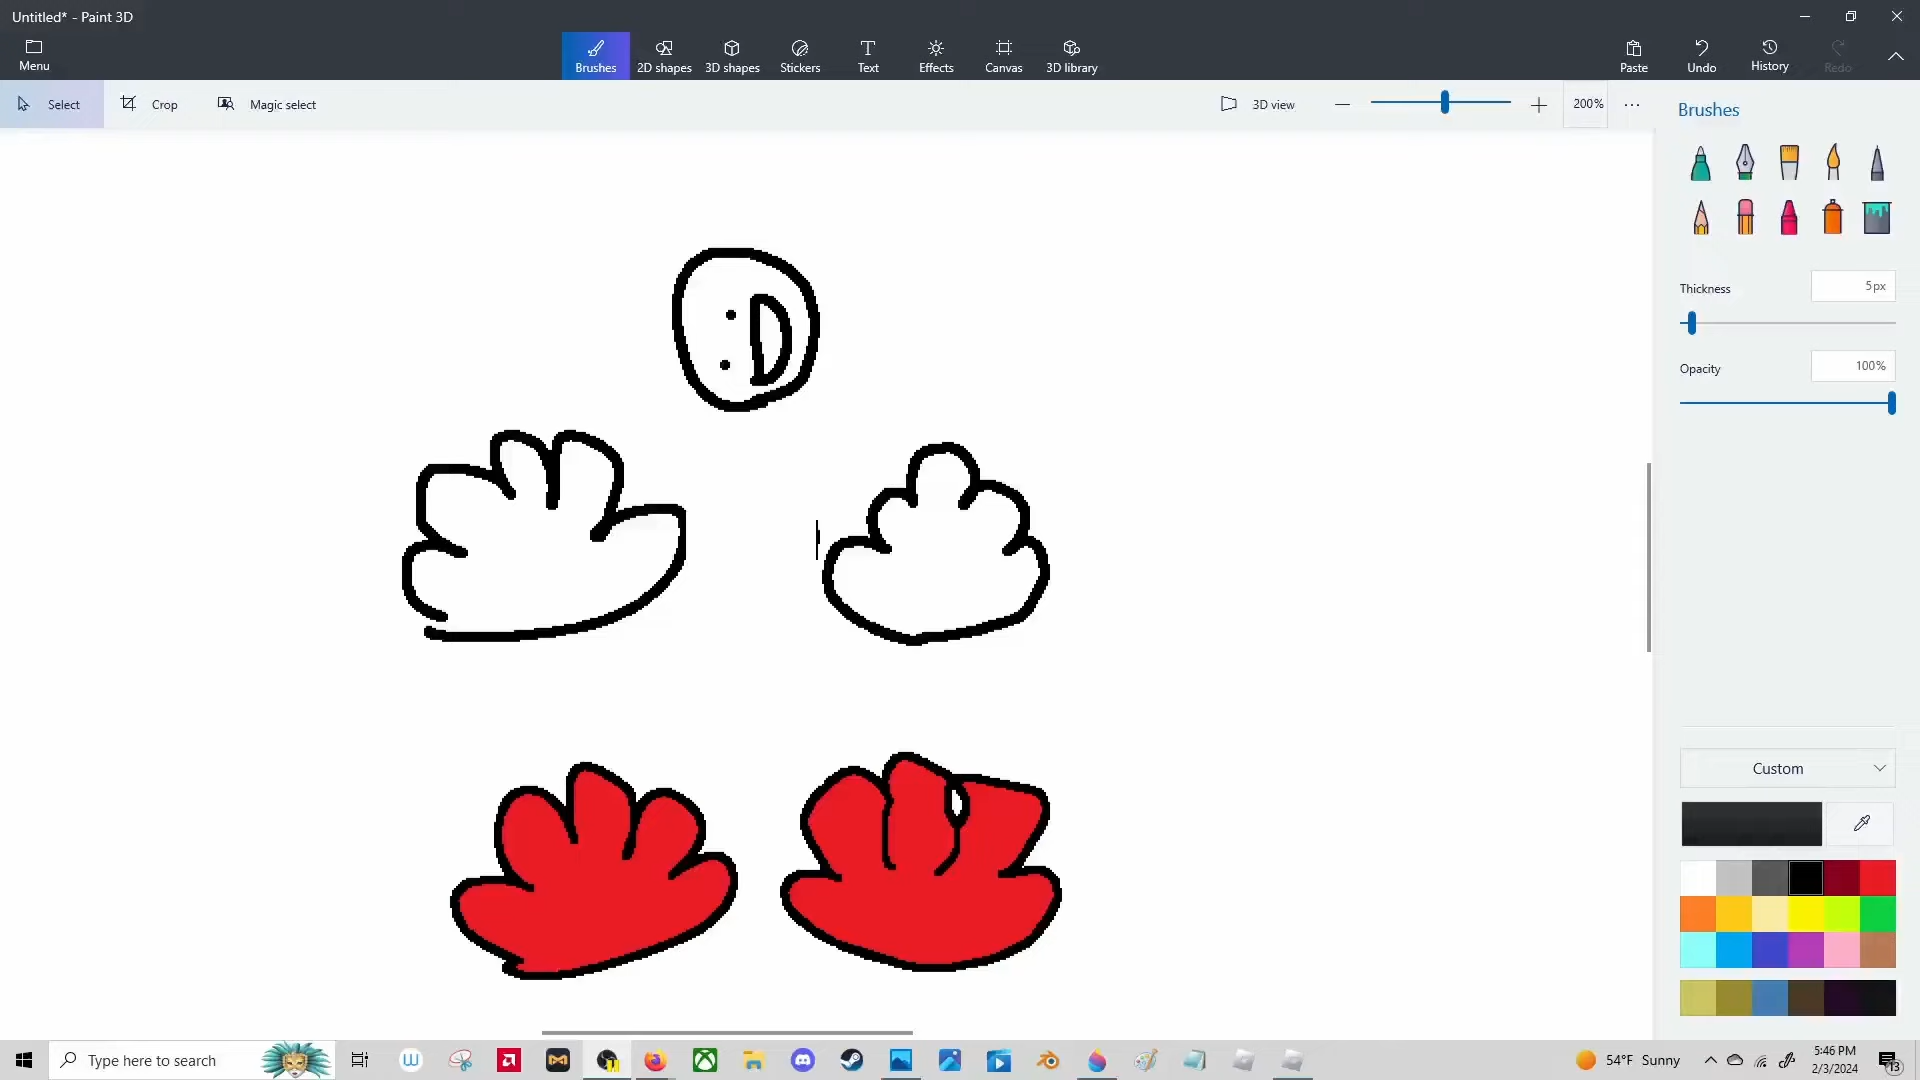 Untitled* - Paint 3D
Menu
Brushes
2D shapes
3D shapes
Stickers
Text
Effects
Canvas
3D library
Paste
Undo
History
Redo
Select
Crop
Magic select
3D view
200%
Brushes
Thickness
5px
Opacity
100%
Custom
Type here to search
54°F Sunny
5:46 PM
2/3/2024
13